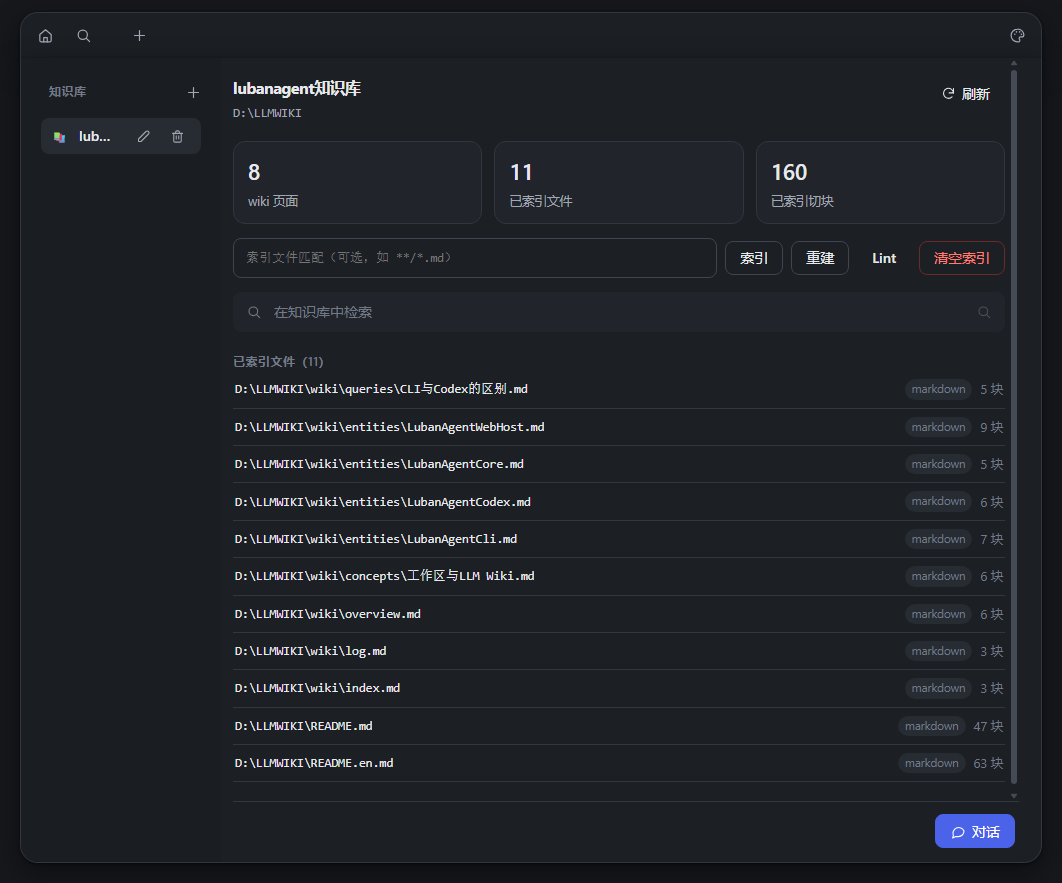 知识库
lub...
lubanagent知识库
D:\LLMWIKI
刷新
8
wiki 页面
11
已索引文件
160
已索引切块
索引文件匹配（可选，如 **/*.md）
索引
重建
Lint
清空索引
在知识库中检索
已索引文件 (11)
D:\LLMWIKI\wiki\queries\CLI与Codex的区别.md markdown 5 块
D:\LLMWIKI\wiki\entities\LubanAgentWebHost.md markdown 9 块
D:\LLMWIKI\wiki\entities\LubanAgentCore.md markdown 5 块
D:\LLMWIKI\wiki\entities\LubanAgentCodex.md markdown 6 块
D:\LLMWIKI\wiki\entities\LubanAgentCli.md markdown 7 块
D:\LLMWIKI\wiki\concepts\工作区与LLM Wiki.md markdown 6 块
D:\LLMWIKI\wiki\overview.md markdown 6 块
D:\LLMWIKI\wiki\log.md markdown 3 块
D:\LLMWIKI\wiki\index.md markdown 3 块
D:\LLMWIKI\README.md markdown 47 块
D:\LLMWIKI\README.en.md markdown 63 块
对话